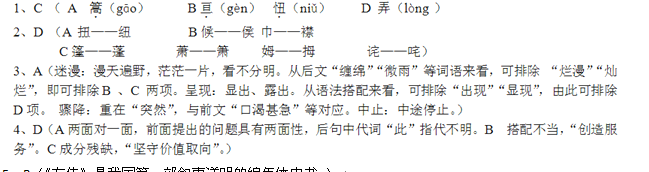 1、C （ A 篙（gāo） B 亘（gèn） 忸（niǔ） D 弄（lòng ）
2、D （A 扭——纽 B 候——侯 巾——襟
C 篷——蓬 萧——箫 姆——拇 诧——咤）
3、A（迷漫：漫天遍野，茫茫一片，看不分明。从后文“缠绵”“微雨”等词语来看，可排除 “烂漫”“灿
烂”，即可排除 B 、C 两项。呈现：显出、露出。从语法搭配来看，可排除“出现”“显现”，由此可排除
D 项。 骤降：重在“突然”，与前文“口渴甚急”等对应。中止：中途停止。）
4、D（A 两面对一面，前面提出的问题具有两面性，后句中代词“此”指代不明。B 搭配不当，“创造服
务”。C 成分残缺，“坚守价值取向”。）